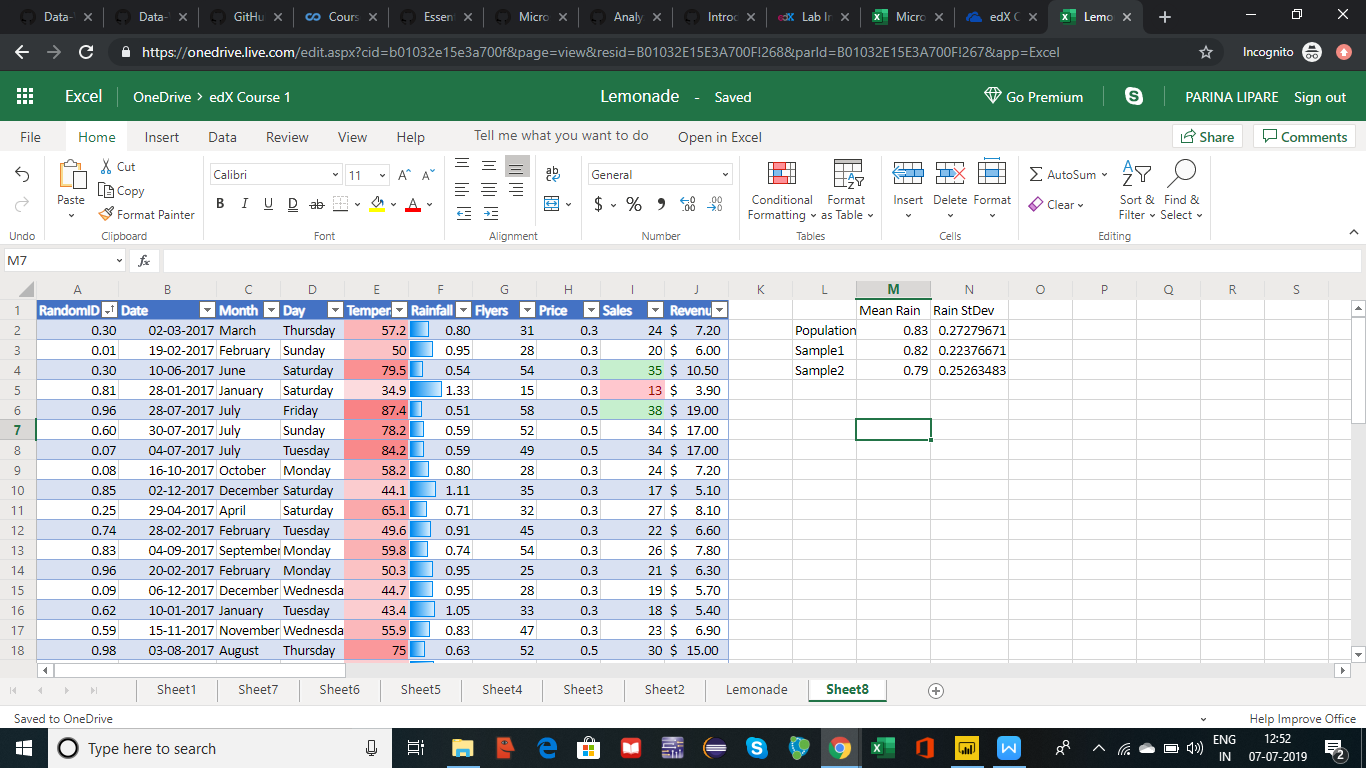 Data- Data- GitHu Cours Essen Micro Analy Introd Lab In Micro edX C Lemo
https://onedrive.live.com/edit.aspx?cid=b01032e15e3a700f&page=view&resid=B01032E15E3A700F!268&parId=B01032E15E3A700F!267&app=Excel Incognito
Excel OneDrive > edX Course 1 Lemonade - Saved Go Premium PARINA LIPARE Sign out
File Home Insert Data Review View Help Tell me what you want to do Open in Excel Share Comments
Paste Cut Calibri 11 General Conditional Formatting Format as Table Insert Delete Format AutoSum Sort & Filter Find & Select
Copy
Format Painter B I U D ab A $ % Clear
Undo Clipboard Font Alignment Number Tables Cells Editing
M7 fx
A B C D E F G H I J K L M N O P Q R S
1 RandomID Date Month Day Temper Rainfall Flyers Price Sales Revenu Mean Rain Rain StDev
2 0.30 02-03-2017 March Thursday 57.2 0.80 31 0.3 24 $ 7.20 Population 0.83 0.27279671
3 0.01 19-02-2017 February Sunday 50 0.95 28 0.3 20 $ 6.00 Sample1 0.82 0.22376671
4 0.30 10-06-2017 June Saturday 79.5 0.54 54 0.3 35 $ 10.50 Sample2 0.79 0.25263483
5 0.81 28-01-2017 January Saturday 34.9 1.33 15 0.3 13 $ 3.90
6 0.96 28-07-2017 July Friday 87.4 0.51 58 0.5 38 $ 19.00
7 0.60 30-07-2017 July Sunday 78.2 0.59 52 0.5 34 $ 17.00
8 0.07 04-07-2017 July Tuesday 84.2 0.59 49 0.5 34 $ 17.00
9 0.08 16-10-2017 October Monday 58.2 0.80 28 0.3 24 $ 7.20
10 0.85 02-12-2017 December Saturday 44.1 1.11 35 0.3 17 $ 5.10
11 0.25 29-04-2017 April Saturday 65.1 0.71 32 0.3 27 $ 8.10
12 0.74 28-02-2017 February Tuesday 49.6 0.91 45 0.3 22 $ 6.60
13 0.83 04-09-2017 September Monday 59.8 0.74 54 0.3 26 $ 7.80
14 0.96 20-02-2017 February Monday 50.3 0.95 25 0.3 21 $ 6.30
15 0.09 06-12-2017 December Wednesda 44.7 0.95 28 0.3 19 $ 5.70
16 0.62 10-01-2017 January Tuesday 43.4 1.05 33 0.3 18 $ 5.40
17 0.59 15-11-2017 November Wednesda 55.9 0.83 47 0.3 23 $ 6.90
18 0.98 03-08-2017 August Thursday 75 0.63 52 0.5 30 $ 15.00
Sheet1 Sheet7 Sheet6 Sheet5 Sheet4 Sheet3 Sheet2 Lemonade Sheet8
Saved to OneDrive Help Improve Office
Type here to search ENG IN 12:52 07-07-2019 2